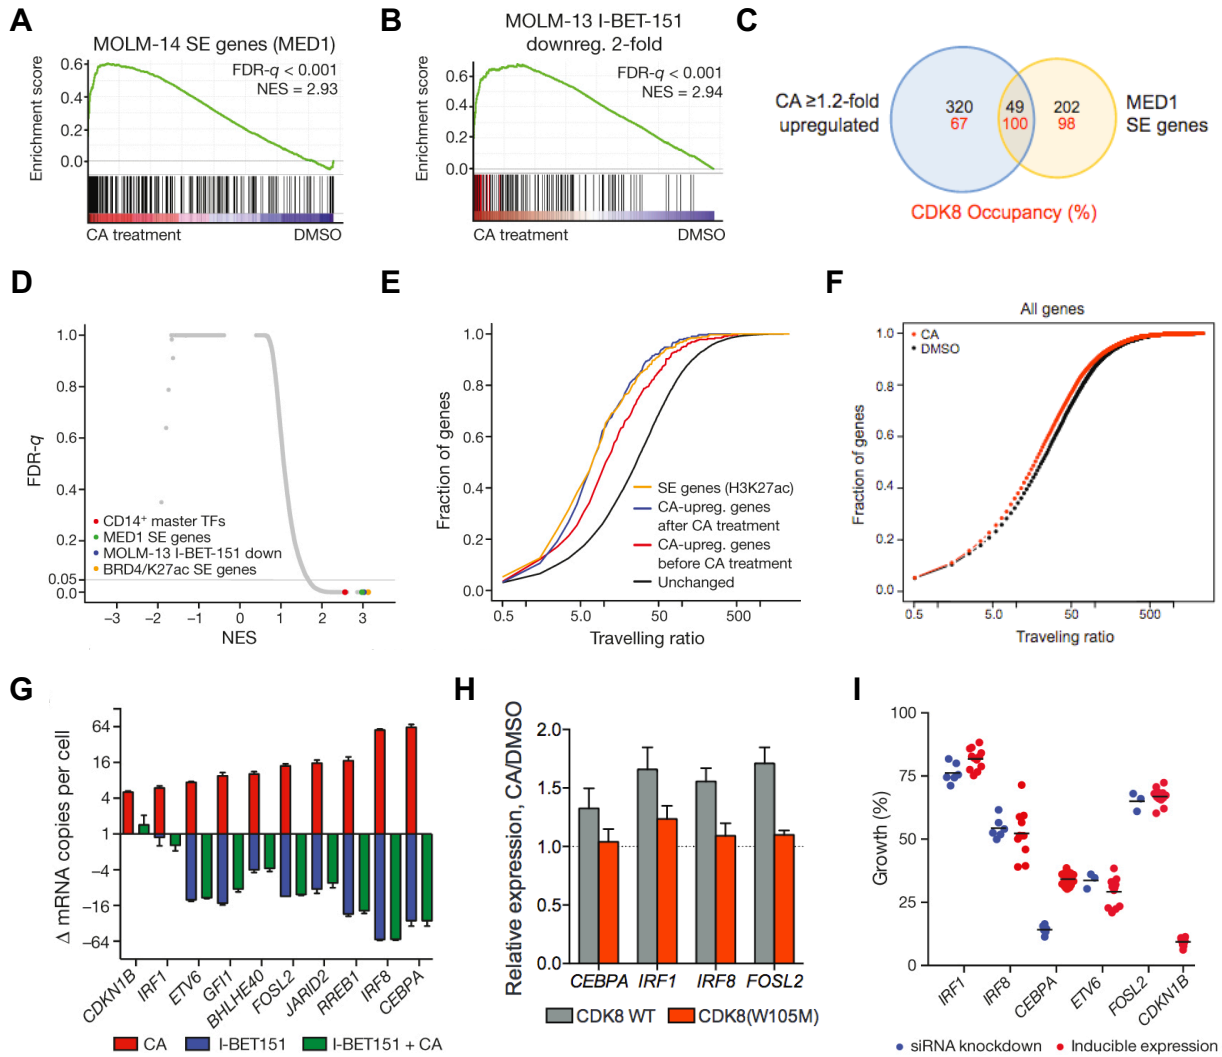 A
MOLM-14 SE genes (MED1)
FDR-q < 0.001
NES = 2.93
Enrichment score
0.6
0.4
0.2
0.0
CA treatment
DMSO
B
MOLM-13 I-BET-151
downreg. 2-fold
FDR-q < 0.001
NES = 2.94
Enrichment score
0.6
0.4
0.2
0.0
CA treatment
DMSO
C
CA ≥1.2-fold
upregulated
320
67
49
100
202
98
MED1
SE genes
CDK8 Occupancy (%)
D
FDR-q
1.0
0.8
0.6
0.4
0.2
0.05
0.0
CD14+ master TFs
MED1 SE genes
MOLM-13 I-BET-151 down
BRD4/K27ac SE genes
−3 −2 −1 0 1 2 3
NES
E
Fraction of genes
1.0
0.8
0.6
0.4
0.2
0.0
SE genes (H3K27ac)
CA-upreg. genes
after CA treatment
CA-upreg. genes
before CA treatment
Unchanged
0.5 5.0 50 500
Travelling ratio
F
All genes
CA
DMSO
Fraction of genes
1.0
0.8
0.6
0.4
0.2
0.0
0.5 5.0 50 500
Traveling ratio
G
Δ mRNA copies per cell
64
16
4
1
−4
−16
−64
CDKN1B IRF1 ETV6 GFI1 BHLHE40 FOSL2 JARID2 RREB1 IRF8 CEBPA
CA I-BET151 I-BET151 + CA
H
Relative expression, CA/DMSO
2.0
1.5
1.0
0.5
0.0
CEBPA IRF1 IRF8 FOSL2
CDK8 WT CDK8(W105M)
I
Growth (%)
100
75
50
25
0
IRF1 IRF8 CEBPA ETV6 FOSL2 CDKN1B
siRNA knockdown Inducible expression